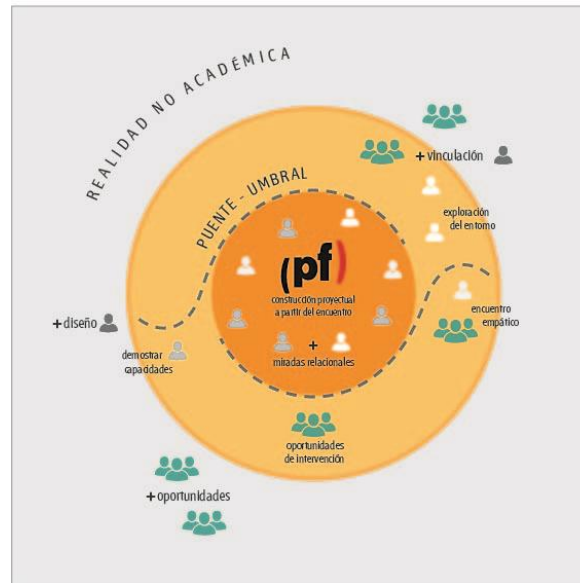 REALIDAD NO ACADÉMICA
PUENTE - UMBRAL
+ vinculación
exploración
del entorno
(pf)
construcción proyectual
a partir del encuentro
+
miradas relacionales
encuentro
empático
+ diseño
demostrar
capacidades
oportunidades
de intervención
+ oportunidades